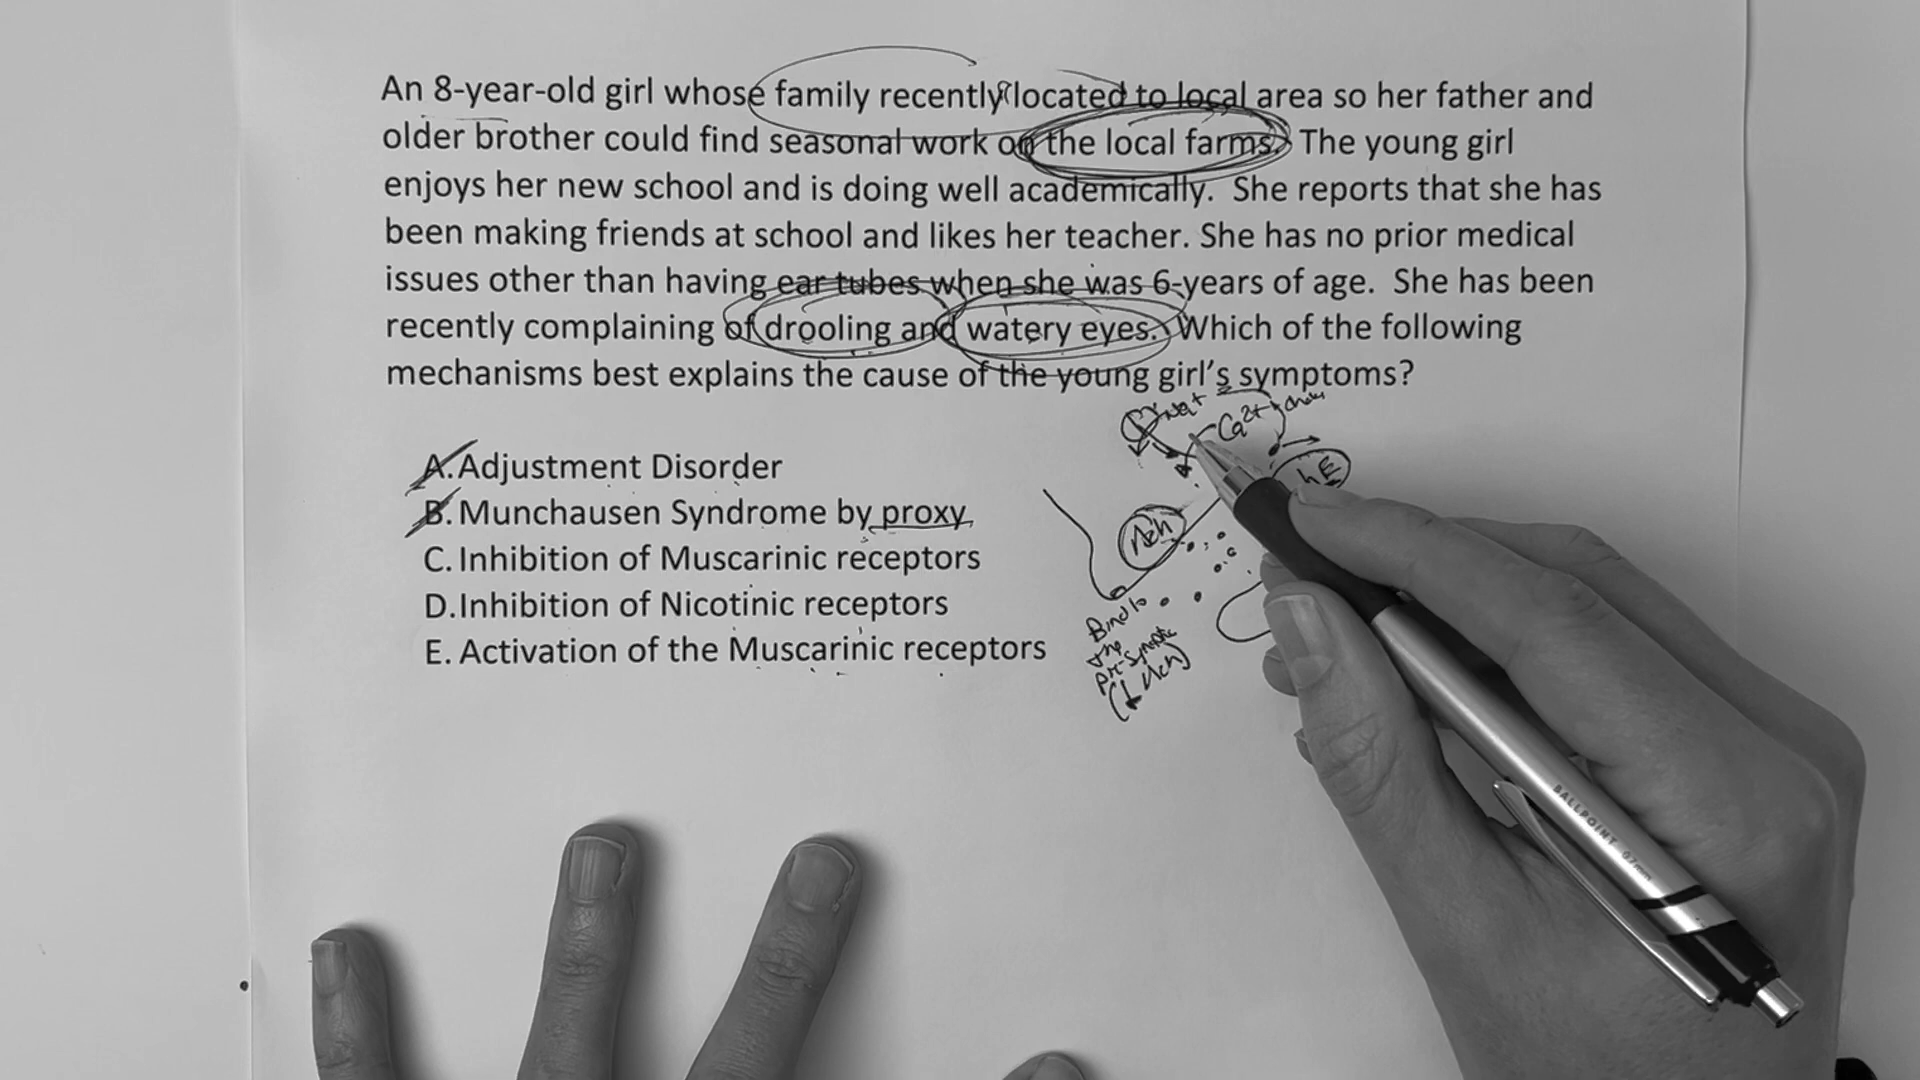 An 8-year-old girl whose family recently located to local area so her father and
older brother could find seasonal work on the local farms. The young girl
enjoys her new school and is doing well academically. She reports that she has
been making friends at school and likes her teacher. She has no prior medical
issues other than having ear tubes when she was 6-years of age. She has been
recently complaining of drooling and watery eyes. Which of the following
mechanisms best explains the cause of the young girl's symptoms?
Na+
Ca2+
A. Adjustment Disorder
B. Munchausen Syndrome by proxy
C. Inhibition of Muscarinic receptors
D. Inhibition of Nicotinic receptors
E. Activation of the Muscarinic receptors
Ach
Bind to
the
BALLPOINT 0.7mm